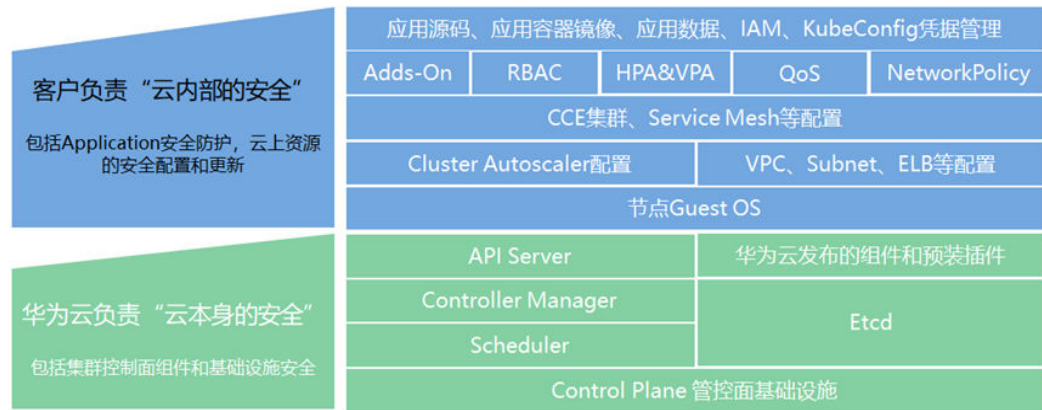 客户负责“云内部的安全”
包括Application安全防护，云上资源
的安全配置和更新
应用源码、应用容器镜像、应用数据、IAM、KubeConfig凭据管理
Adds-On
RBAC
HPA&VPA
QoS
NetworkPolicy
CCE集群、Service Mesh等配置
Cluster Autoscaler配置
VPC、Subnet、ELB等配置
节点Guest OS
华为云负责“云本身的安全”
包括集群控制面组件和基础设施安全
API Server
华为云发布的组件和预装插件
Controller Manager
Etcd
Scheduler
Control Plane 管控面基础设施